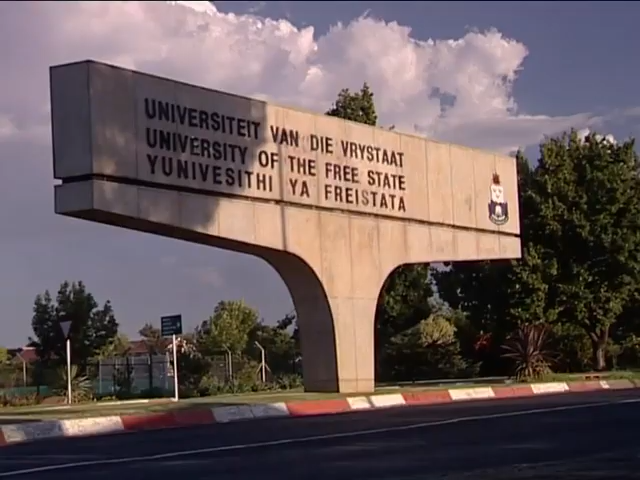 UNIVERSITEIT VAN DIE VRYSTAAT
UNIVERSITY OF THE FREE STATE
YUNIVESITHI YA FREISTATA